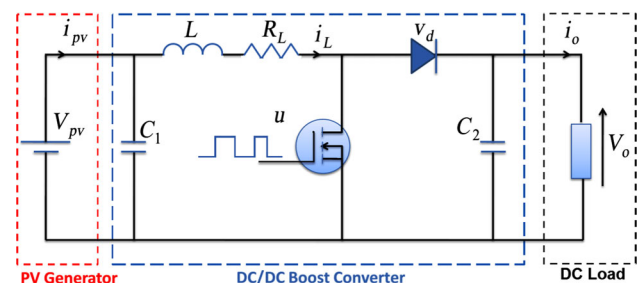 i_pv
L
R_L
i_L
v_d
i_o
V_pv
C_1
u
C_2
V_o
PV Generator
DC/DC Boost Converter
DC Load